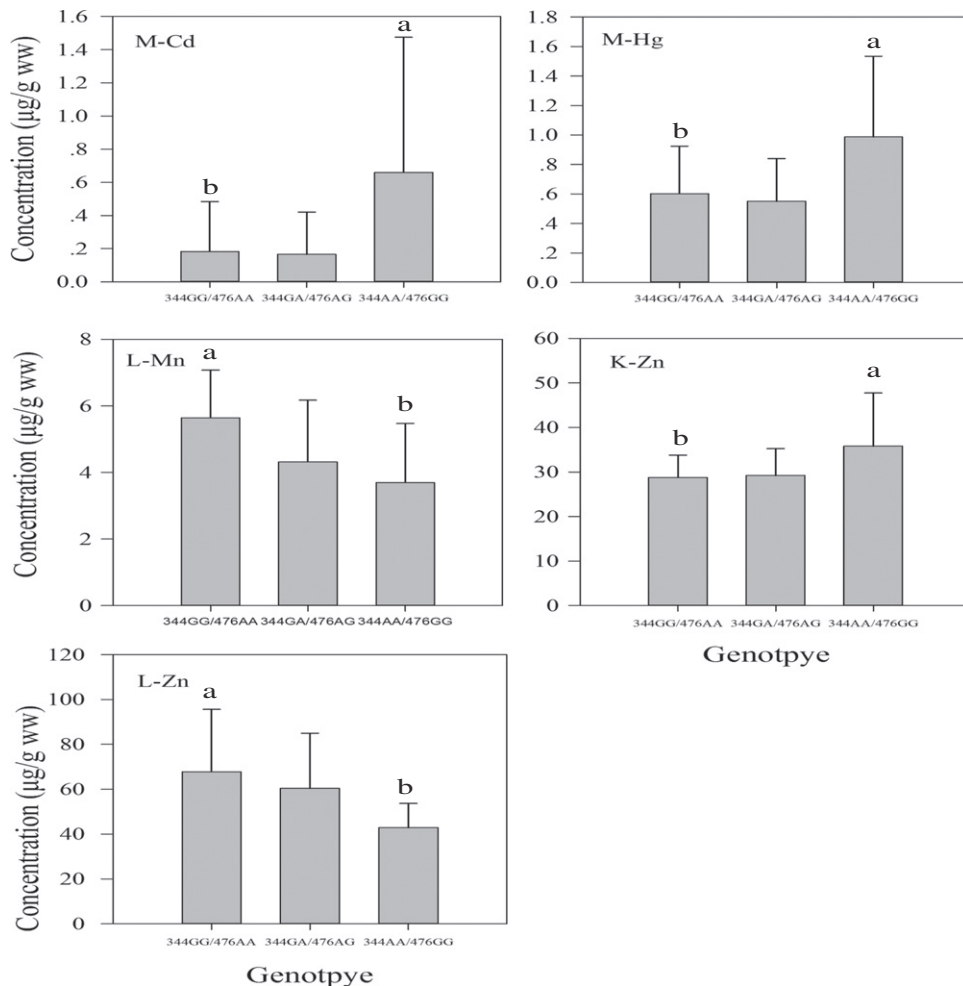 M-Cd
Concentration (µg/g ww)
1.6
1.4
1.2
1.0
.8
.6
.4
.2
0.0
b
a
344GG/476AA 344GA/476AG 344AA/476GG
M-Hg
1.8
1.6
1.4
1.2
1.0
.8
.6
.4
.2
0.0
b
a
344GG/476AA 344GA/476AG 344AA/476GG
L-Mn
Concentration (µg/g ww)
8
6
4
2
0
a
b
344GG/476AA 344GA/476AG 344AA/476GG
K-Zn
60
50
40
30
20
10
0
b
a
344GG/476AA 344GA/476AG 344AA/476GG
Genotpye
L-Zn
Concentration (µg/g ww)
120
100
80
60
40
20
0
a
b
344GG/476AA 344GA/476AG 344AA/476GG
Genotpye